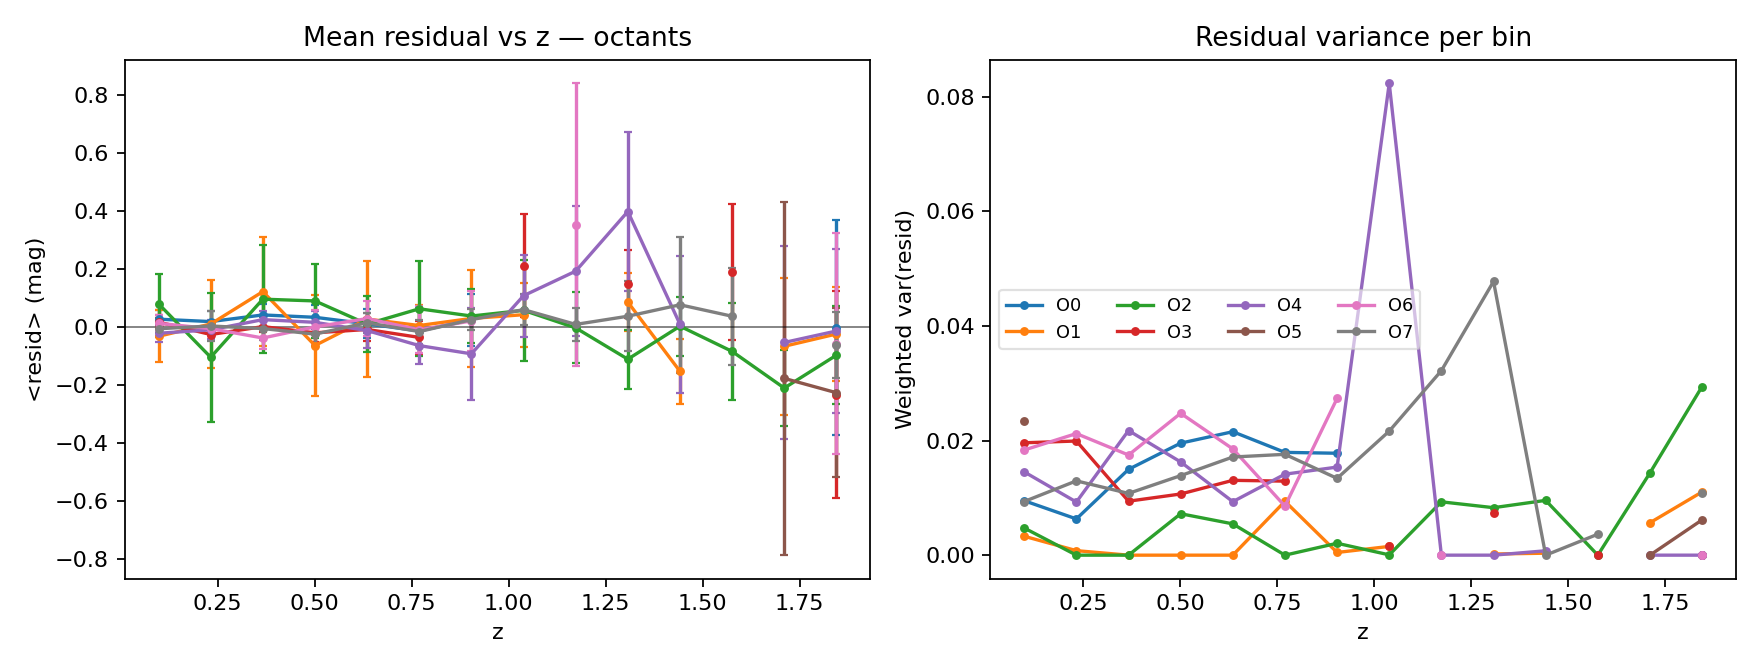 Mean residual vs z — octants
<resid> (mag)
0.8
0.6
0.4
0.2
0.0
−0.2
−0.4
−0.6
−0.8
0.25 0.50 0.75 1.00 1.25 1.50 1.75
z
Residual variance per bin
Weighted var(resid)
0.08
0.06
0.04
0.02
0.00
O0 O2 O4 O6
O1 O3 O5 O7
0.25 0.50 0.75 1.00 1.25 1.50 1.75
z